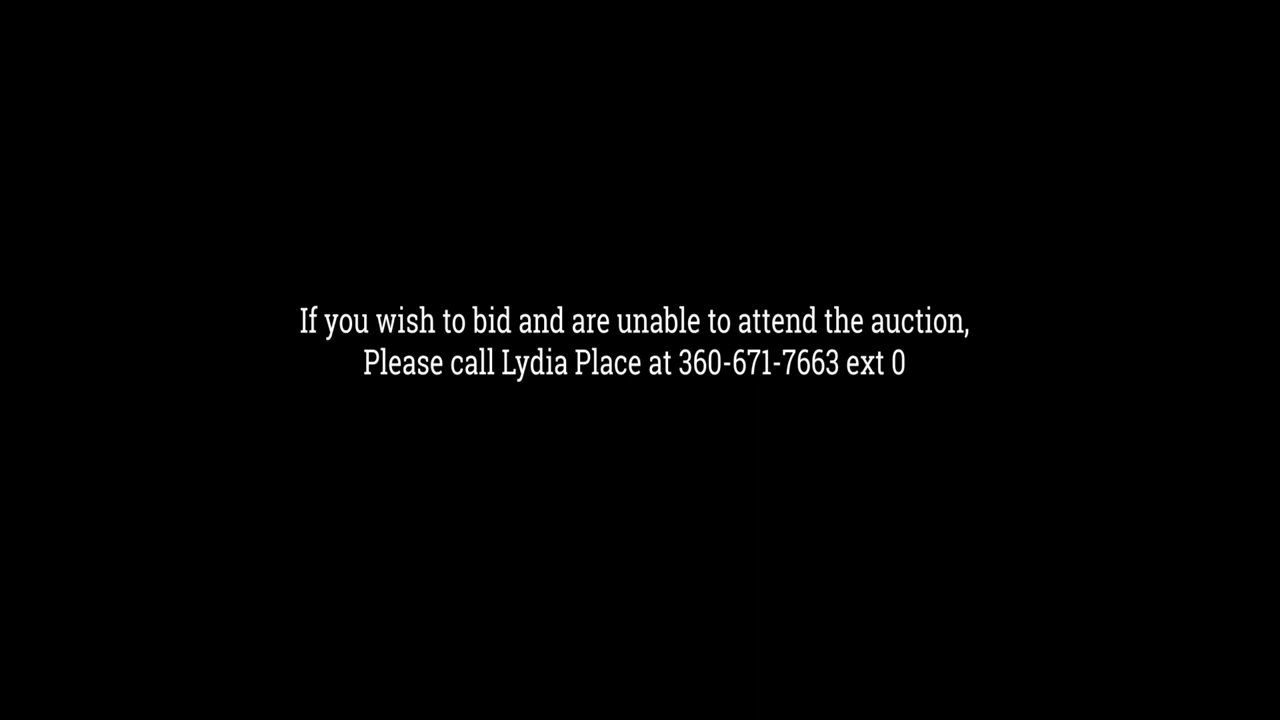 If you wish to bid and are unable to attend the auction,
Please call Lydia Place at 360-671-7663 ext 0